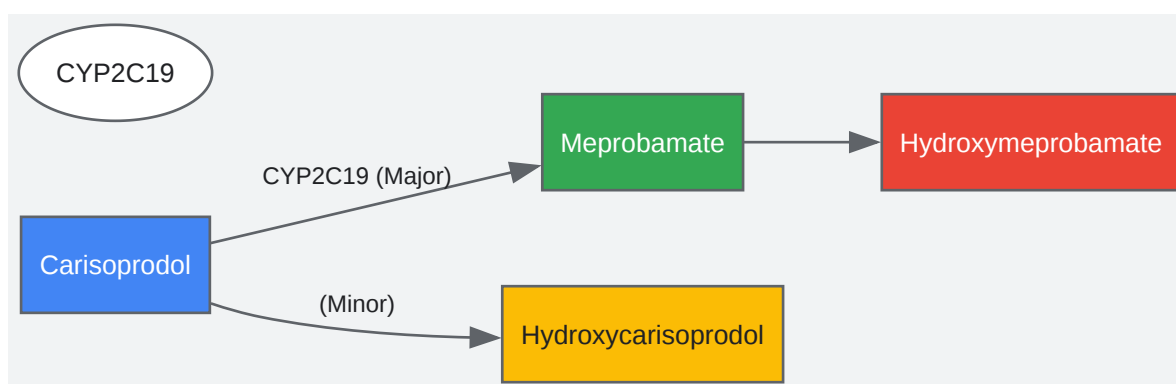 CYP2C19
Meprobamate
Hydroxymeprobamate
CYP2C19 (Major)
Carisoprodol
(Minor)
Hydroxycarisoprodol